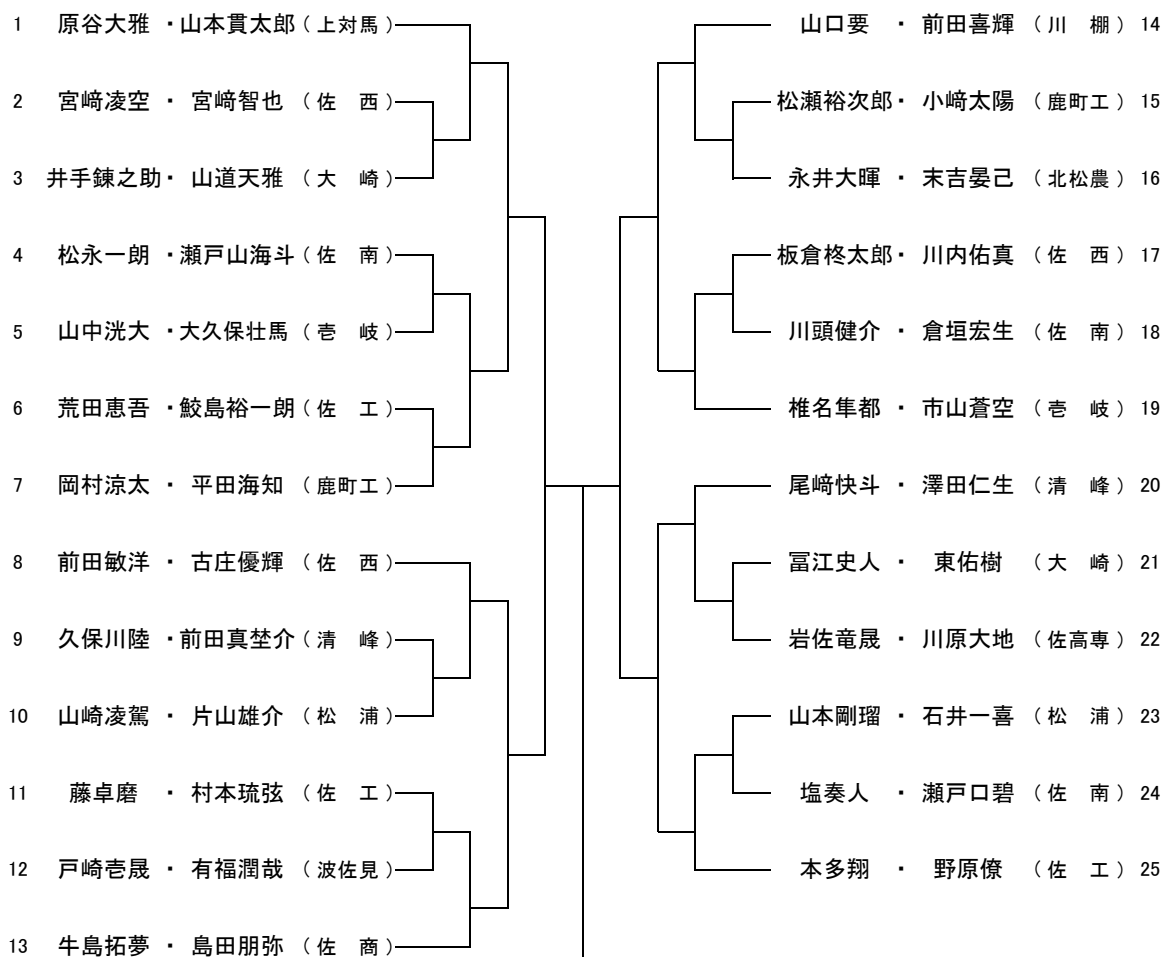 1 原谷大雅 ・山本貫太郎（上対馬）
2 宮﨑凌空 ・ 宮﨑智也 （佐　西）
3 井手錬之助・ 山道天雅 （大　崎）
4 松永一朗 ・瀬戸山海斗（佐　南）
5 山中洸大 ・大久保壮馬（壱　岐）
6 荒田恵吾 ・鮫島裕一朗（佐　工）
7 岡村涼太 ・ 平田海知 （鹿町工）
8 前田敏洋 ・ 古庄優輝 （佐　西）
9 久保川陸 ・前田真埜介（清　峰）
10 山崎凌駕 ・ 片山雄介 （松　浦）
11 藤卓磨 ・ 村本琉弦 （佐　工）
12 戸崎壱晟 ・ 有福潤哉 （波佐見）
13 牛島拓夢 ・ 島田朋弥 （佐　商）
山口要 ・ 前田喜輝 （川　棚）14
松瀬裕次郎・ 小﨑太陽 （鹿町工）15
永井大暉 ・ 末吉晏己 （北松農）16
板倉柊太郎・ 川内佑真 （佐　西）17
川頭健介 ・ 倉垣宏生 （佐　南）18
椎名隼都 ・ 市山蒼空 （壱　岐）19
尾﨑快斗 ・ 澤田仁生 （清　峰）20
冨江史人 ・ 東佑樹 （大　崎）21
岩佐竜晟 ・ 川原大地 （佐高専）22
山本剛瑠 ・ 石井一喜 （松　浦）23
塩奏人 ・ 瀬戸口碧 （佐　南）24
本多翔 ・ 野原僚 （佐　工）25